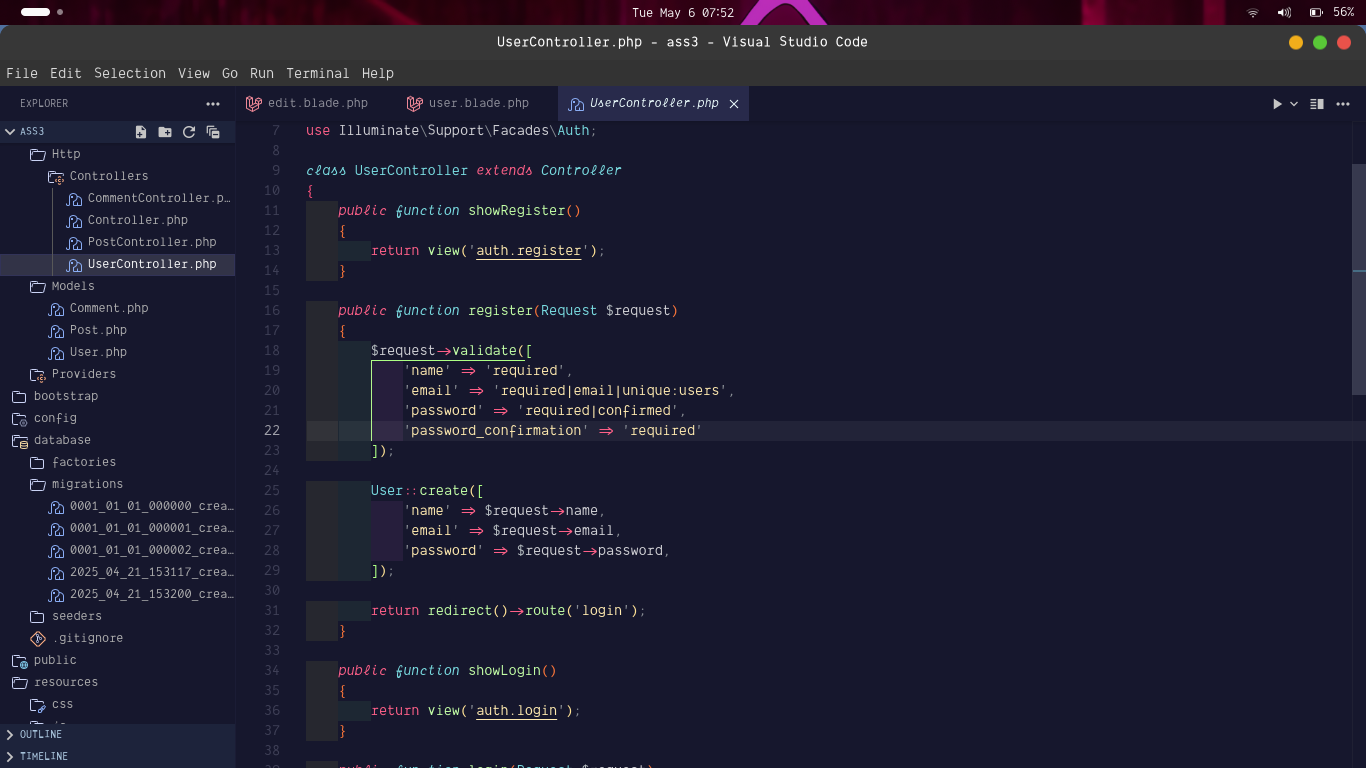 Tue May 6 07:52
56%
UserController.php - ass3 - Visual Studio Code
File Edit Selection View Go Run Terminal Help
EXPLORER
ASS3
Http
Controllers
CommentController.p…
Controller.php
PostController.php
UserController.php
Models
Comment.php
Post.php
User.php
Providers
bootstrap
config
database
factories
migrations
0001_01_01_000000_crea…
0001_01_01_000001_crea…
0001_01_01_000002_crea…
2025_04_21_153117_crea…
2025_04_21_153200_crea…
seeders
.gitignore
public
resources
css
OUTLINE
TIMELINE
edit.blade.php user.blade.php UserController.php
7 use Illuminate\Support\Facades\Auth;
8
9 class UserController extends Controller
10 {
11 public function showRegister()
12 {
13 return view('auth.register');
14 }
15
16 public function register(Request $request)
17 {
18 $request->validate([
19 'name' => 'required',
20 'email' => 'required|email|unique:users',
21 'password' => 'required|confirmed',
22 'password_confirmation' => 'required'
23 ]);
24
25 User::create([
26 'name' => $request->name,
27 'email' => $request->email,
28 'password' => $request->password,
29 ]);
30
31 return redirect()->route('login');
32 }
33
34 public function showLogin()
35 {
36 return view('auth.login');
37 }
38
39 public function login(Request $request)